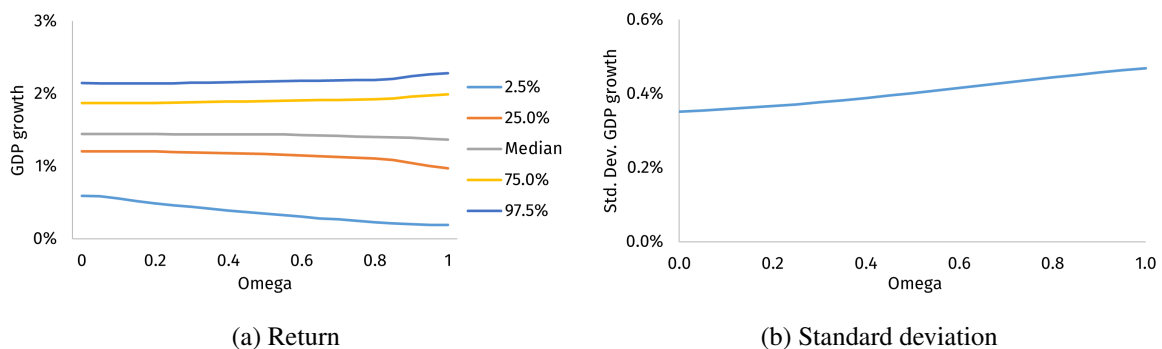 3%
2%
1%
0%
GDP growth
0 0.2 0.4 0.6 0.8 1
Omega
2.5%
25.0%
Median
75.0%
97.5%
(a) Return
0.6%
0.4%
0.2%
0.0%
Std. Dev. GDP growth
0.0 0.2 0.4 0.6 0.8 1.0
Omega
(b) Standard deviation